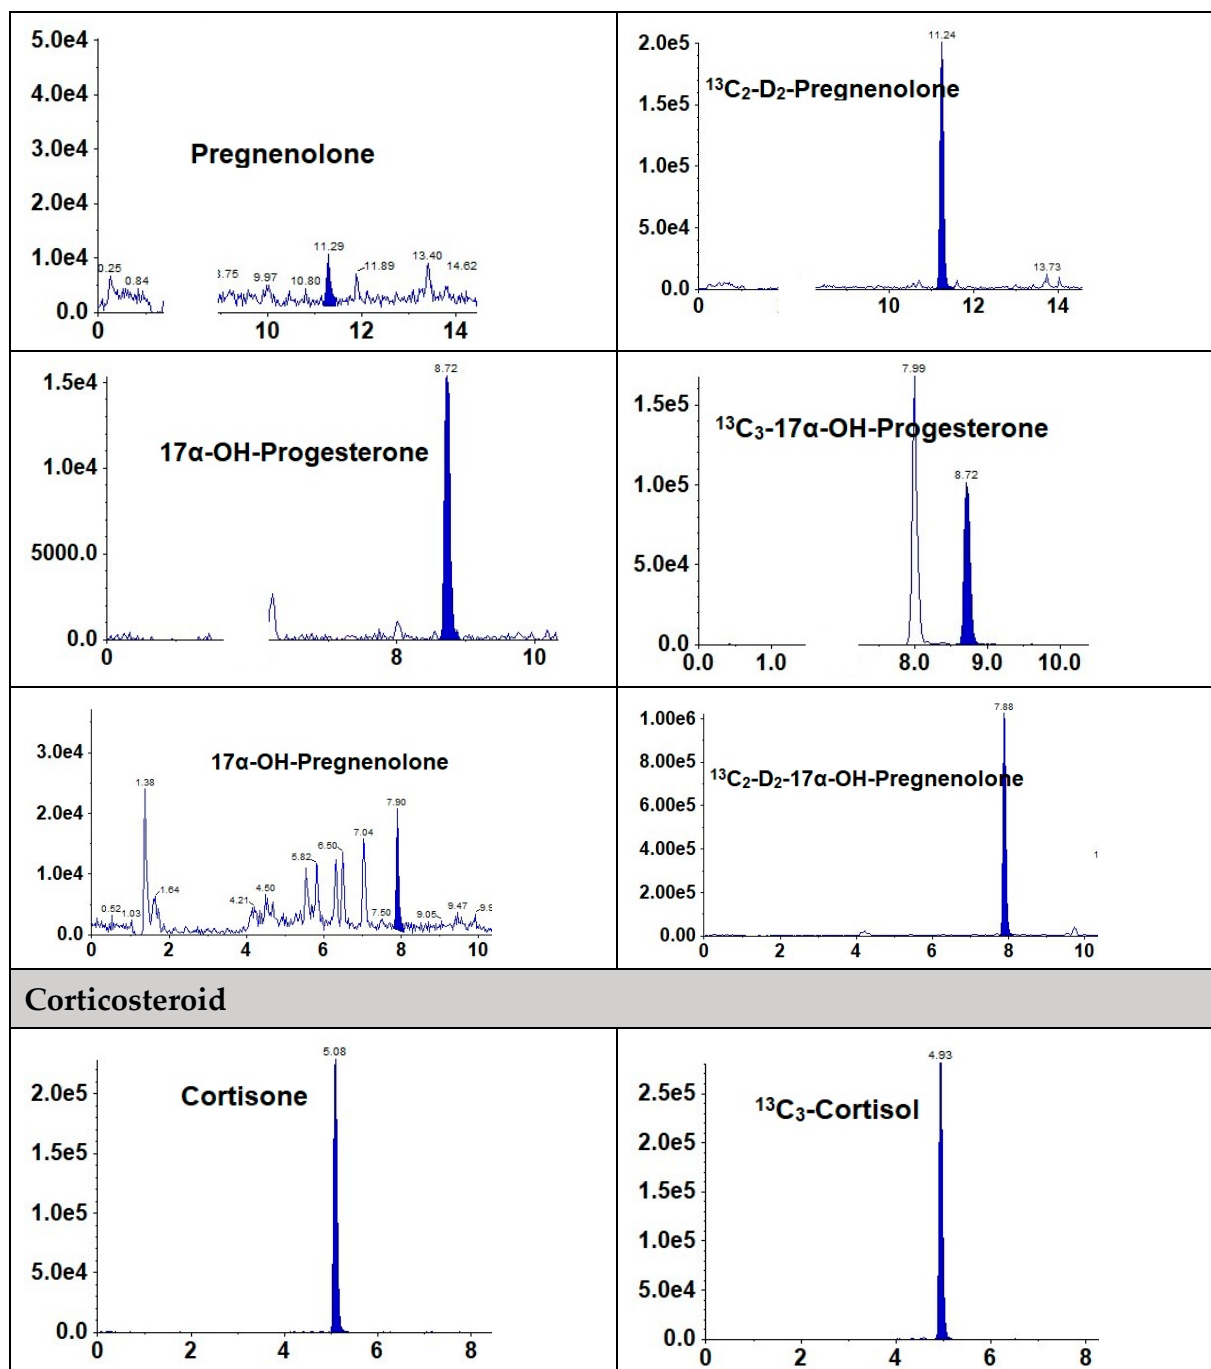 5.0e4
4.0e4
3.0e4
2.0e4
1.0e4
0.0
Pregnenolone
0.25
0.84
9.97
10.80
11.29
11.89
13.40
14.62
0 10 12 14
2.0e5
1.5e5
1.0e5
5.0e4
0.0
11.24
¹³C₂-D₂-Pregnenolone
13.73
0 10 12 14
1.5e4
1.0e4
5000.0
0.0
8.72
17α-OH-Progesterone
0 8 10
1.5e5
1.0e5
5.0e4
0.0
7.99
¹³C₃-17α-OH-Progesterone
8.72
0.0 1.0 8.0 9.0 10.0
3.0e4
2.0e4
1.0e4
0.0
17α-OH-Pregnenolone
1.38
7.90
7.04
6.50
5.82
1.64
4.50
4.21
0.52
1.03
7.50
9.05
9.47
0 2 4 6 8 10
1.00e6
8.00e5
6.00e5
4.00e5
2.00e5
0.00
7.88
¹³C₂-D₂-17α-OH-Pregnenolone
1
0 2 4 6 8 10
Corticosteroid
2.0e5
1.5e5
1.0e5
5.0e4
0.0
5.08
Cortisone
0 2 4 6 8
2.5e5
2.0e5
1.5e5
1.0e5
5.0e4
0.0
4.93
¹³C₃-Cortisol
0 2 4 6 8